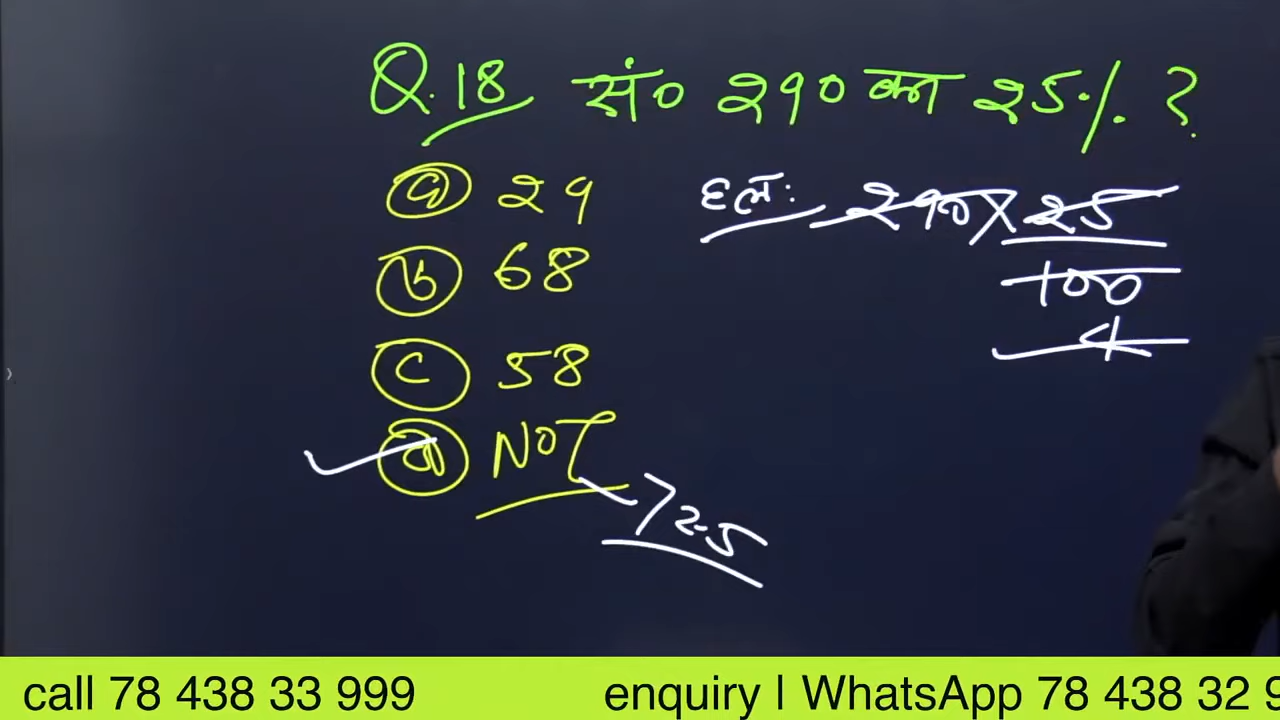 Q.18 सं० 290 का 25% ?
(a) 29
(b) 68
(c) 58
(d) NOT 72.5
हल: 290 X 25
100
4
call 78 438 33 999 enquiry | WhatsApp 78 438 32 9